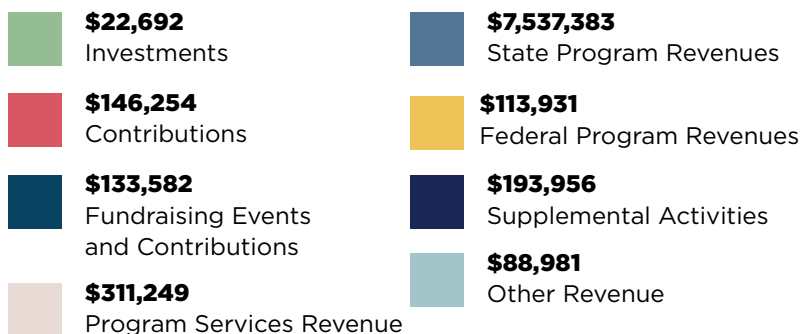 $22,692
Investments
$146,254
Contributions
$133,582
Fundraising Events
and Contributions
$311,249
Program Services Revenue
$7,537,383
State Program Revenues
$113,931
Federal Program Revenues
$193,956
Supplemental Activities
$88,981
Other Revenue